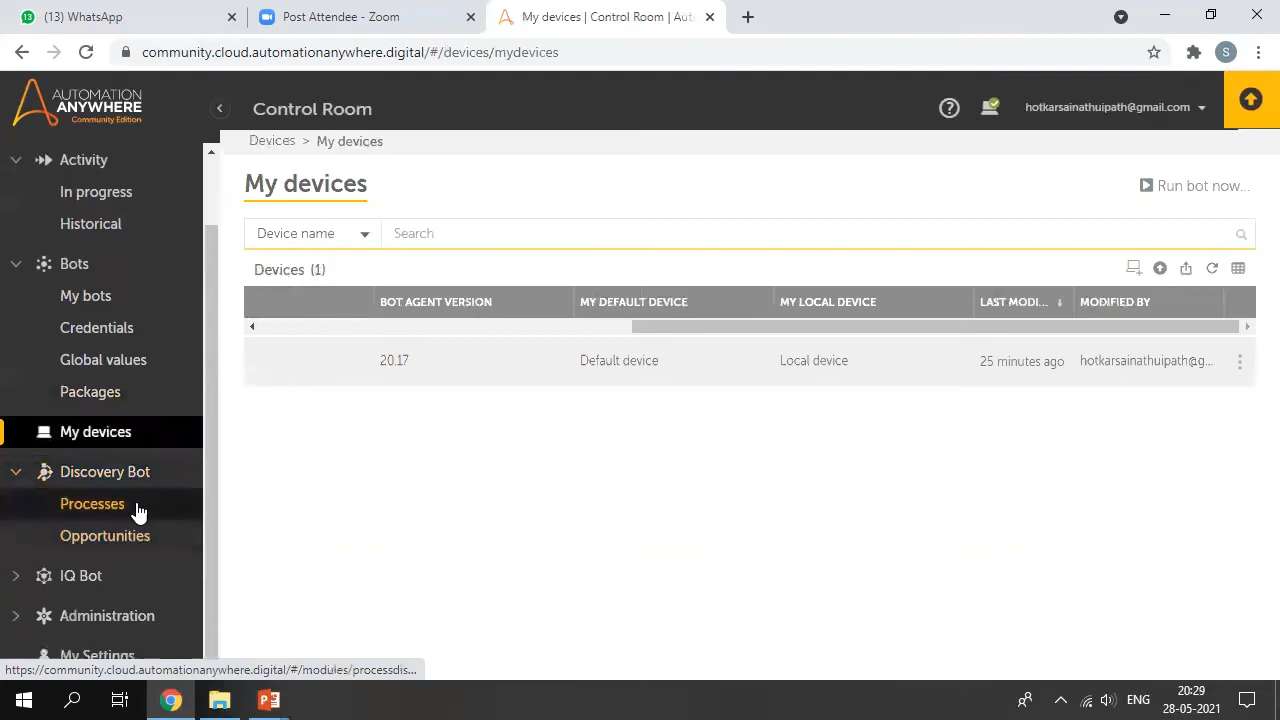 (13) WhatsApp
Post Attendee - Zoom
My devices | Control Room | Aut
community.cloud.automationanywhere.digital/#/devices/mydevices
S
AUTOMATION
ANYWHERE
Community Edition
Control Room
hotkarsainathuipath@gmail.com
Devices > My devices
Activity
In progress
Historical
Bots
My bots
Credentials
Global values
Packages
My devices
Discovery Bot
Processes
Opportunities
IQ Bot
Administration
My Settings
My devices
Run bot now...
Device name
Search
Devices (1)
BOT AGENT VERSION
MY DEFAULT DEVICE
MY LOCAL DEVICE
LAST MODI...
MODIFIED BY
20.17
Default device
Local device
25 minutes ago
hotkarsainathuipath@g...
https://community.cloud.automationanywhere.digital/#/modules/processdis...
ENG
20:29
28-05-2021